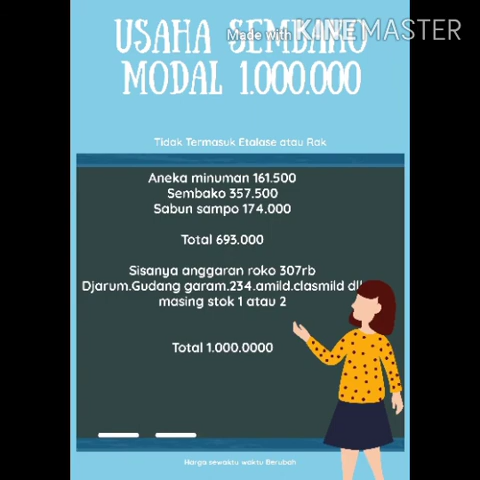 USAHA SEMBAKO
Made with KINEMASTER
MODAL 1.000.000
Tidak Termasuk Etalase atau Rak
Aneka minuman 161.500
Sembako 357.500
Sabun sampo 174.000
Total 693.000
Sisanya anggaran roko 307rb
Djarum.Gudang garam.234.amild.clasmild dll
masing stok 1 atau 2
Total 1.000.0000
Harga sewaktu waktu Berubah